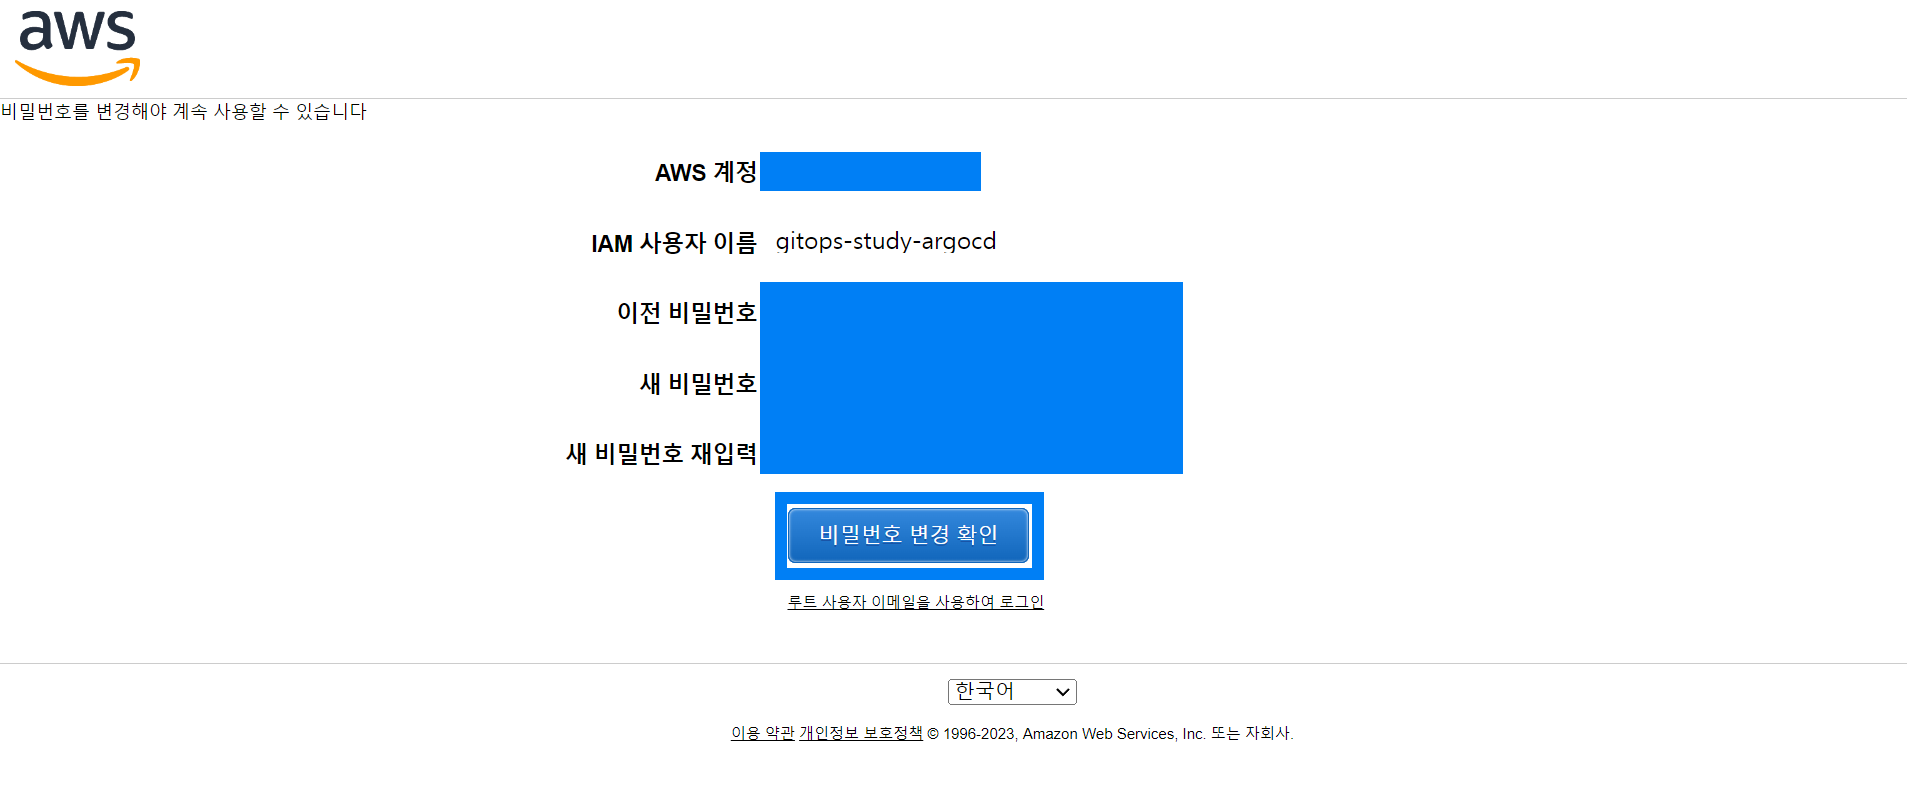 aws
비밀번호를 변경해야 계속 사용할 수 있습니다
AWS 계정
IAM 사용자 이름 gitops-study-argocd
이전 비밀번호
새 비밀번호
새 비밀번호 재입력
비밀번호 변경 확인
루트 사용자 이메일을 사용하여 로그인
한국어
이용 약관 개인정보 보호정책 © 1996-2023, Amazon Web Services, Inc. 또는 자회사.